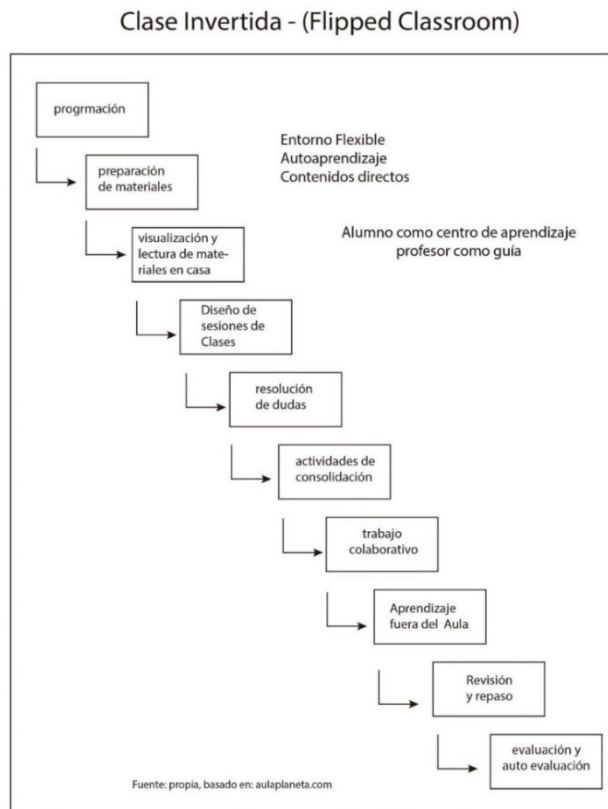 Clase Invertida - (Flipped Classroom)
progrmación
Entorno Flexible
Autoaprendizaje
Contenidos directos
preparación
de materiales
Alumno como centro de aprendizaje
profesor como guía
visualización y
lectura de mate-
riales en casa
Diseño de
sesiones de
Clases
resolución
de dudas
actividades de
consolidación
trabajo
colaborativo
Aprendizaje
fuera del Aula
Revisión
y repaso
evaluación y
auto evaluación
Fuente: propia, basado en: aulaplaneta.com